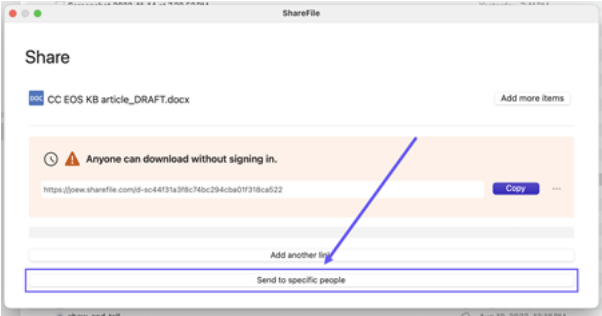 ShareFile
Share
DOC CC EOS KB article_DRAFT.docx
Add more items
Anyone can download without signing in.
https://joew.sharefile.com/d-sc44f31a3f8c74bc294cba01f318ca522
Copy
Add another link
Send to specific people